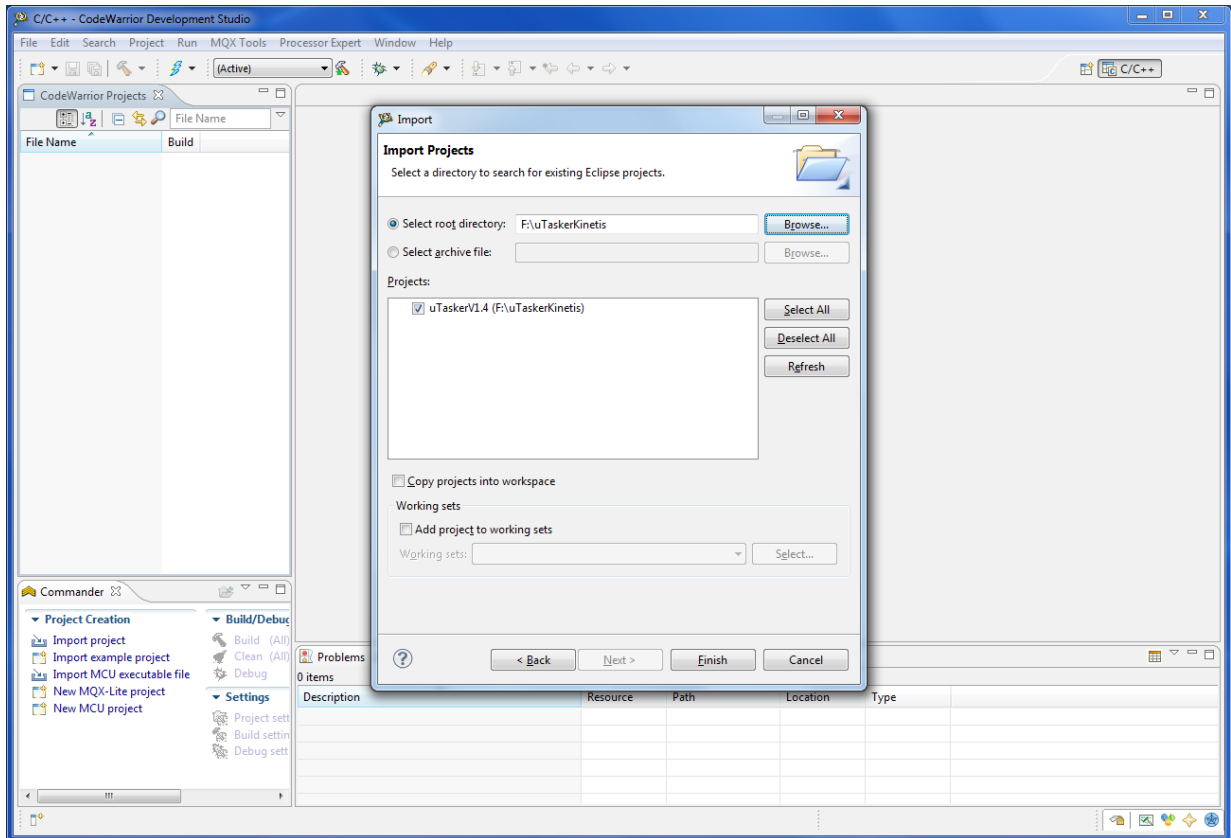 C/C++ - CodeWarrior Development Studio
File Edit Search Project Run MQX Tools Processor Expert Window Help
(Active)
C/C++
CodeWarrior Projects
File Name
File Name Build
Import
Import Projects
Select a directory to search for existing Eclipse projects.
Select root directory: F:\uTaskerKinetis Browse...
Select archive file: Browse...
Projects:
uTaskerV1.4 (F:\uTaskerKinetis)
Select All
Deselect All
Refresh
Copy projects into workspace
Working sets
Add project to working sets
Working sets: Select...
< Back Next > Finish Cancel
Commander
Project Creation
Import project
Import example project
Import MCU executable file
New MQX-Lite project
New MCU project
Build/Debug
Build (All)
Clean (All)
Debug
Settings
Project sett
Build settin
Debug sett
Problems
0 items
Description Resource Path Location Type